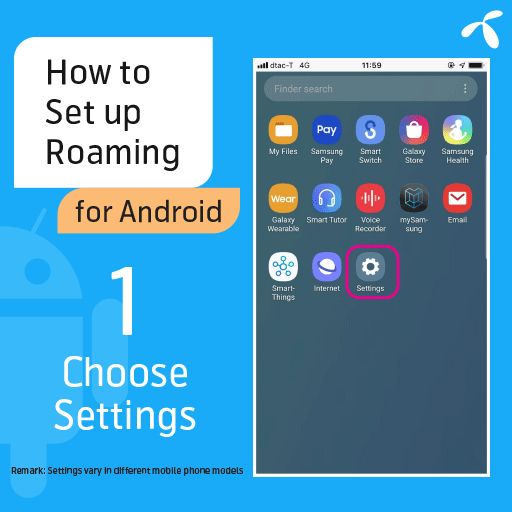 How to
Set up
Roaming
for Android
1
Choose
Settings
Remark: Settings vary in different mobile phone models
dtac-T 4G 11:59
Finder search
My Files
Samsung
Pay
Smart
Switch
Galaxy
Store
Samsung
Health
Pay
Wear
Galaxy
Wearable
Smart Tutor
Voice
Recorder
mySam-
sung
Email
Smart-
Things
Internet
Settings